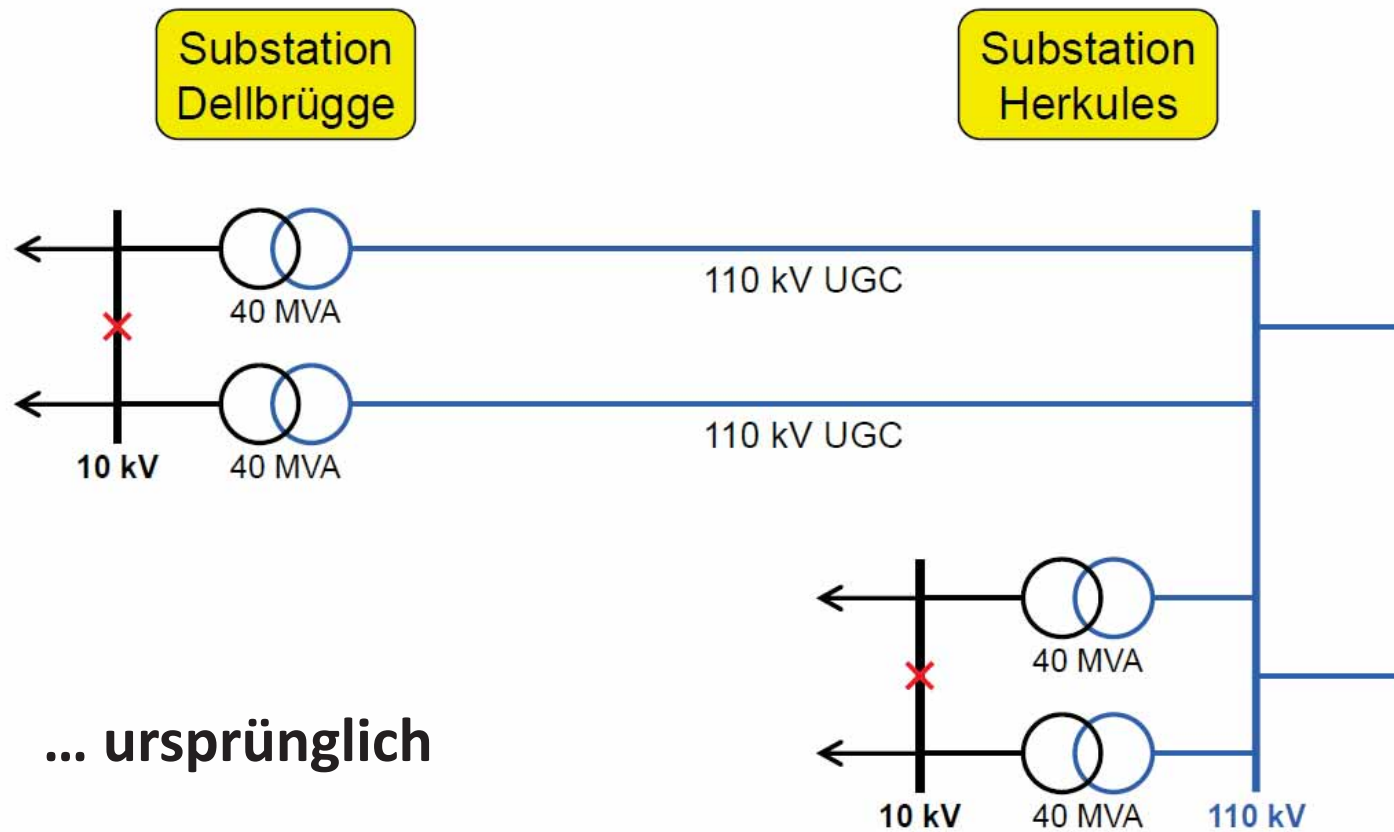 Substation
Dellbrügge
Substation
Herkules
40 MVA
110 kV UGC
10 kV
40 MVA
110 kV UGC
40 MVA
... ursprünglich
10 kV
40 MVA
110 kV